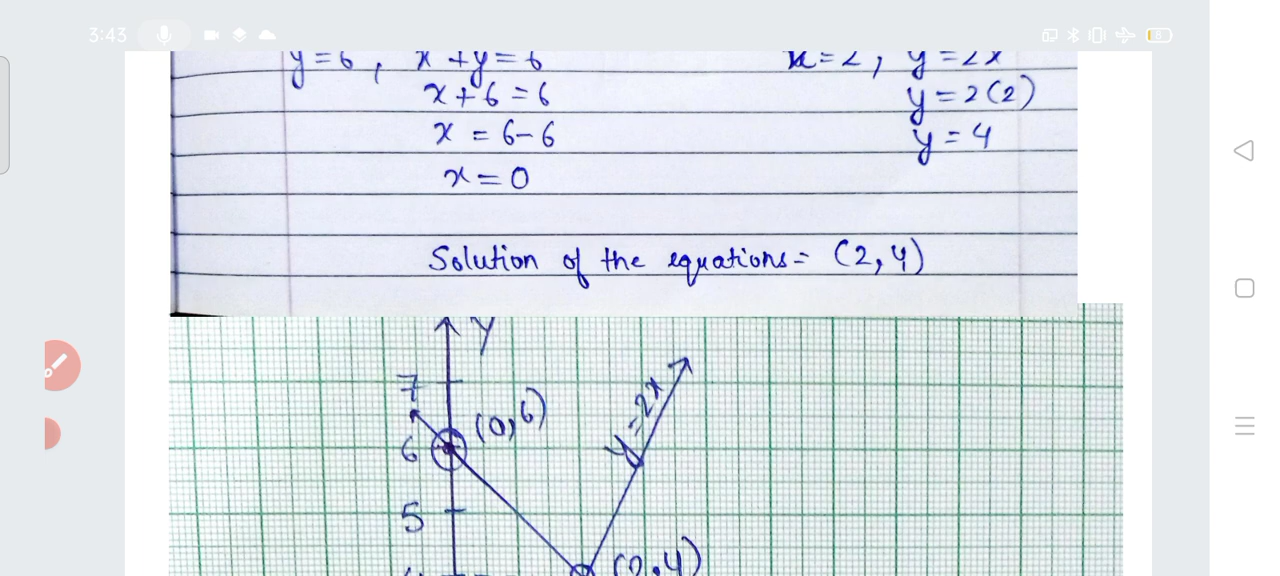 3:43
8
y=6, x+y=6
x+6=6
x = 6-6
x=0
x=2, y=2x
y=2(2)
y=4
Solution of the equations= (2,4)
Y
7
(0,6)
y=2x
6
5
(2,4)